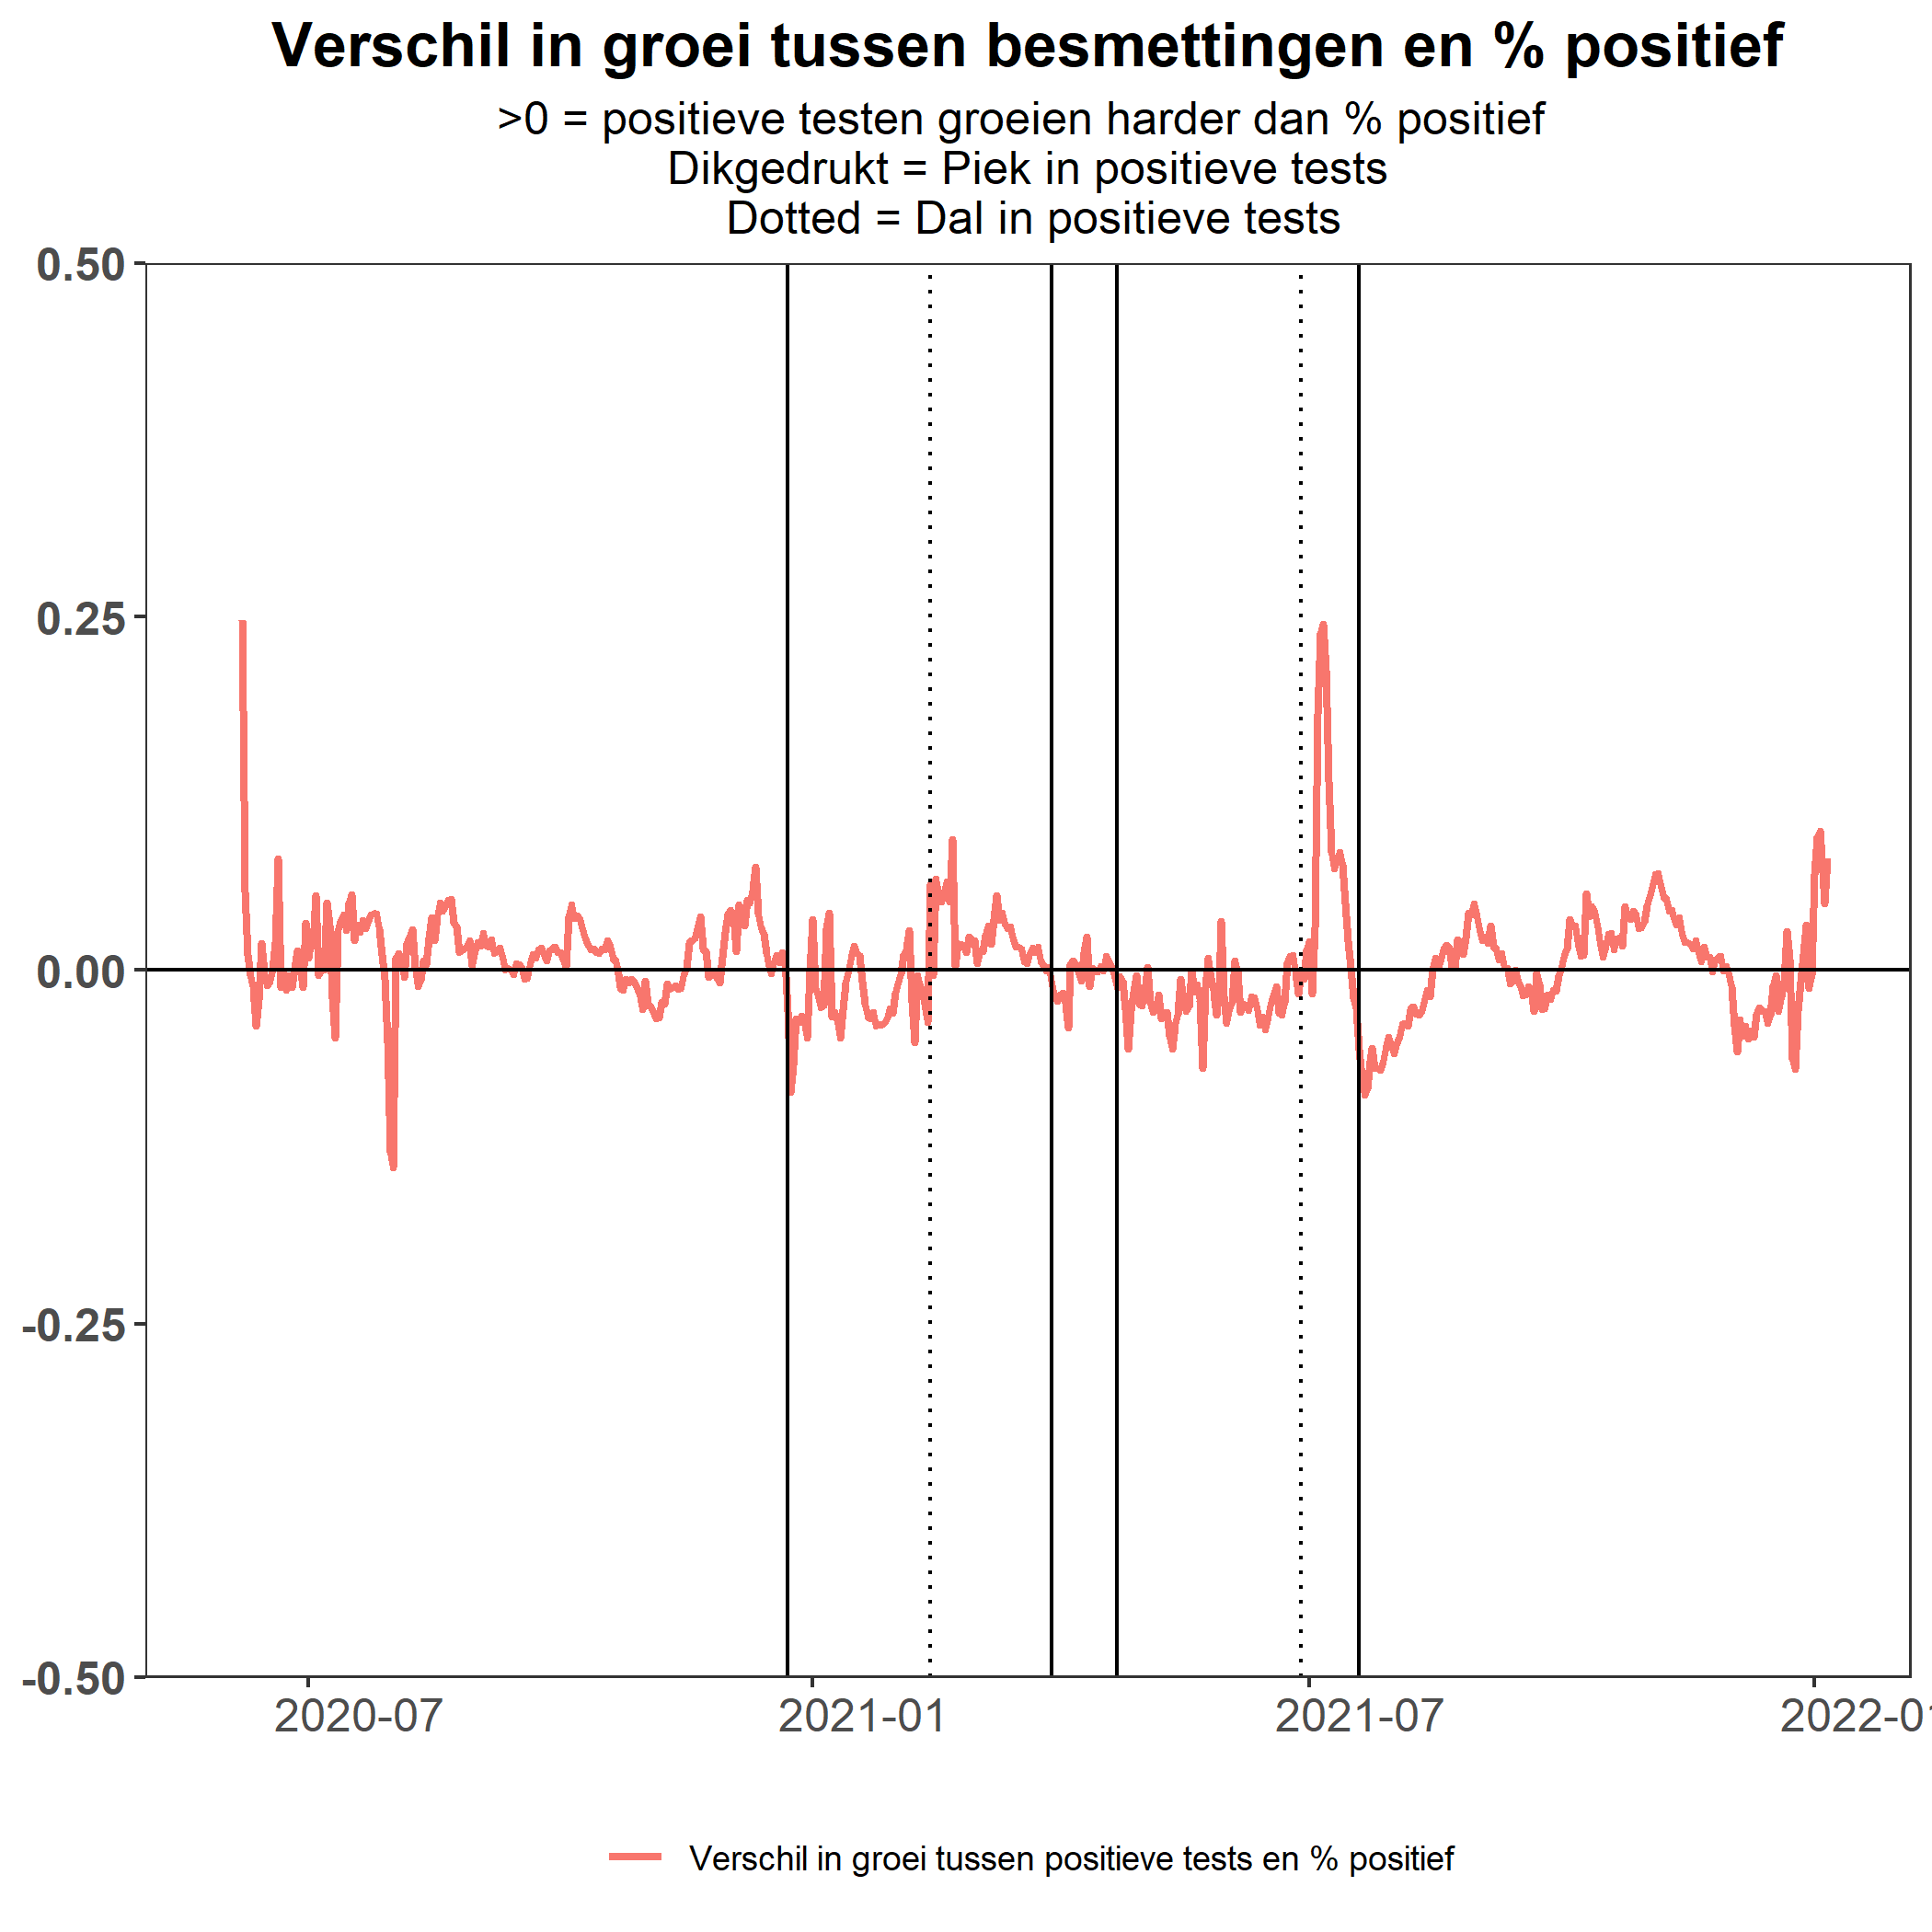 Verschil in groei tussen besmettingen en % positief
>0 = positieve testen groeien harder dan % positief
Dikgedrukt = Piek in positieve tests
Dotted = Dal in positieve tests
0.50
0.25
0.00
-0.25
-0.50
2020-07 2021-01 2021-07 2022-01
Verschil in groei tussen positieve tests en % positief